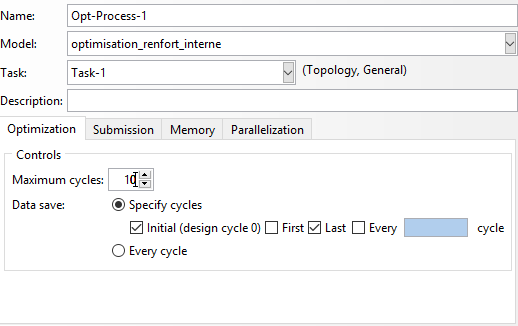 Name: Opt-Process-1
Model: optimisation_renfort_interne
Task: Task-1 (Topology, General)
Description:
Optimization Submission Memory Parallelization
Controls
Maximum cycles: 10
Data save: Specify cycles
Initial (design cycle 0) First Last Every cycle
Every cycle